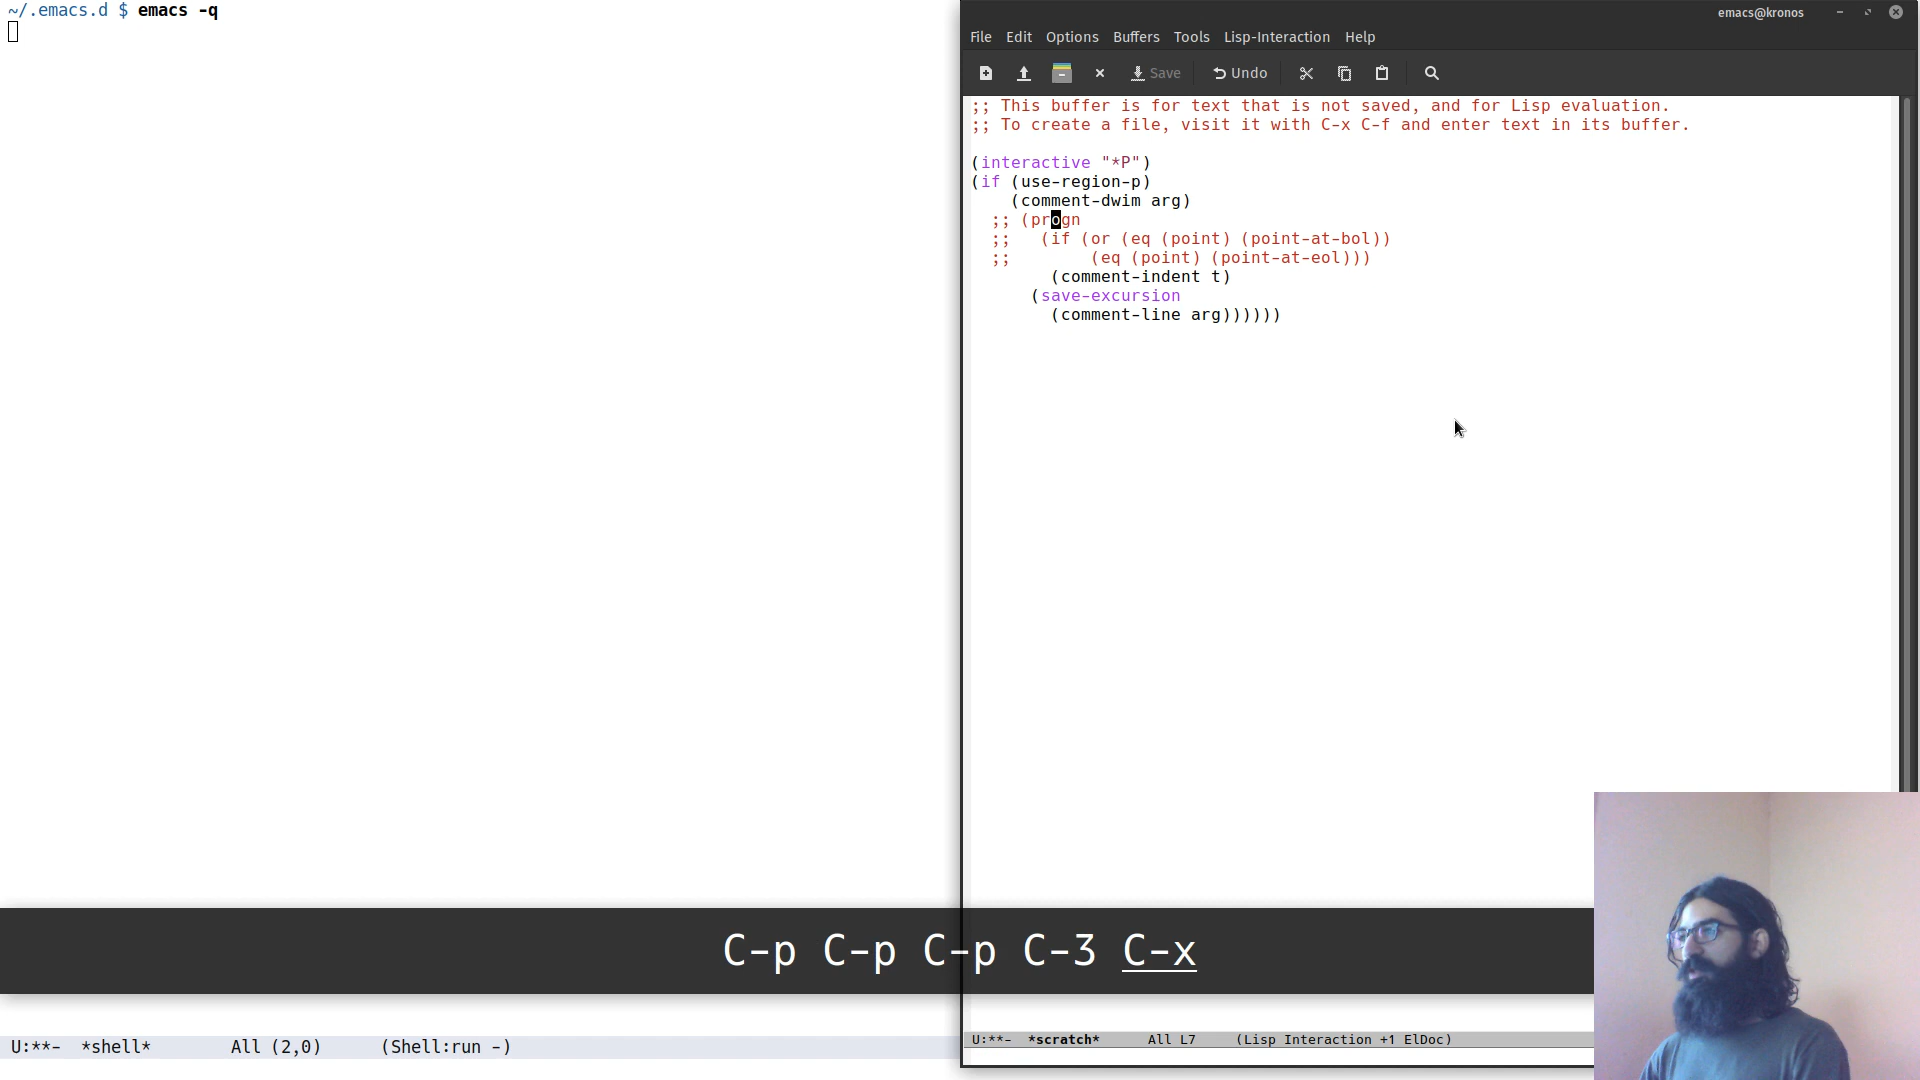 ~/.emacs.d $ emacs -q
emacs@kronos
File Edit Options Buffers Tools Lisp-Interaction Help
Save Undo
;; This buffer is for text that is not saved, and for Lisp evaluation.
;; To create a file, visit it with C-x C-f and enter text in its buffer.
(interactive "*P")
(if (use-region-p)
    (comment-dwim arg)
  ;; (progn
  ;;   (if (or (eq (point) (point-at-bol))
  ;;        (eq (point) (point-at-eol)))
        (comment-indent t)
      (save-excursion
        (comment-line arg))))))
C-p C-p C-p C-3 C-x
U:**-  *shell*        All (2,0)      (Shell:run -)
U:**-  *scratch*      All L7     (Lisp Interaction +1 ElDoc)